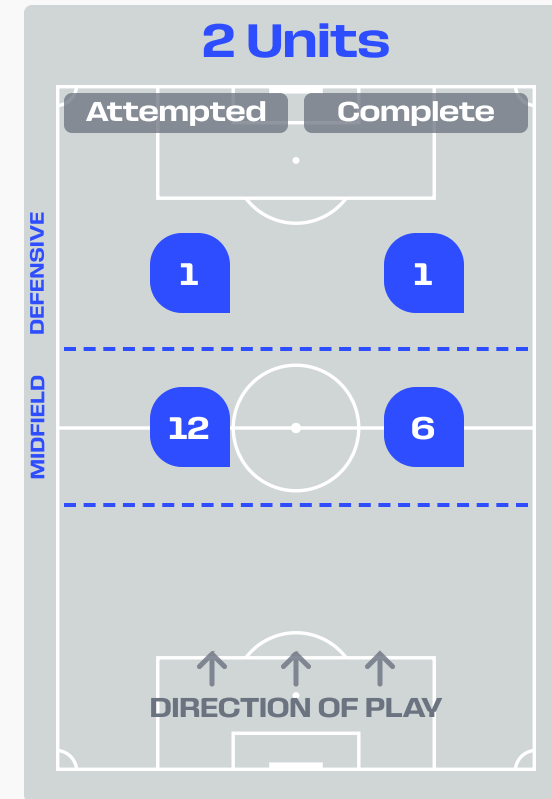 2 Units
Attempted Complete
DEFENSIVE
1 1
MIDFIELD
12 6
DIRECTION OF PLAY